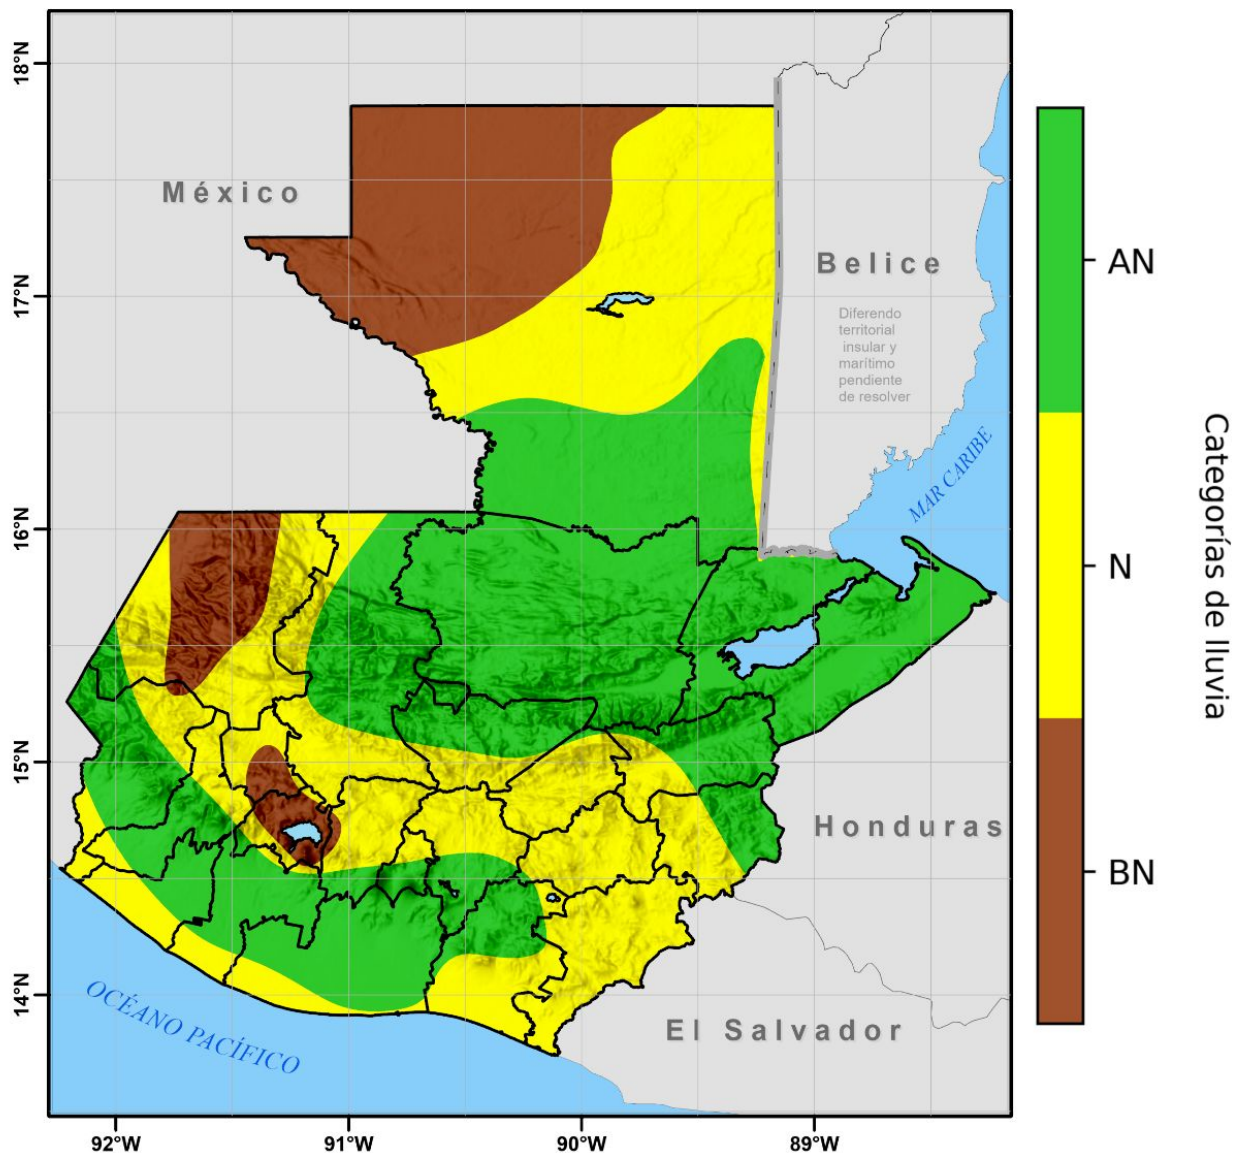 18°N
17°N
16°N
15°N
14°N
92°W
91°W
90°W
89°W
México
Belice
Diferendo
territorial
insular y
marítimo
pendiente
de resolver
MAR CARIBE
Honduras
El Salvador
OCÉANO PACÍFICO
AN
N
BN
Categorías de lluvia